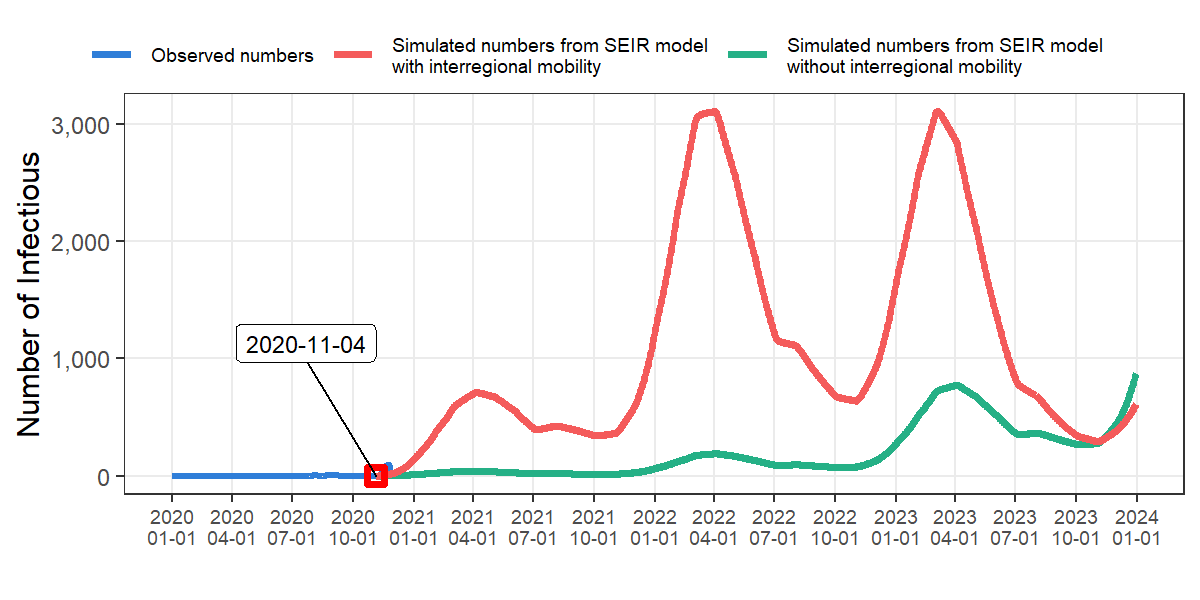 Observed numbers
Simulated numbers from SEIR model
with interregional mobility
Simulated numbers from SEIR model
without interregional mobility
Number of Infectious
3,000
2,000
1,000
0
2020-11-04
2020 2020 2020 2020 2021 2021 2021 2021 2022 2022 2022 2022 2023 2023 2023 2023 2024
01-01 04-01 07-01 10-01 01-01 04-01 07-01 10-01 01-01 04-01 07-01 10-01 01-01 04-01 07-01 10-01 01-01